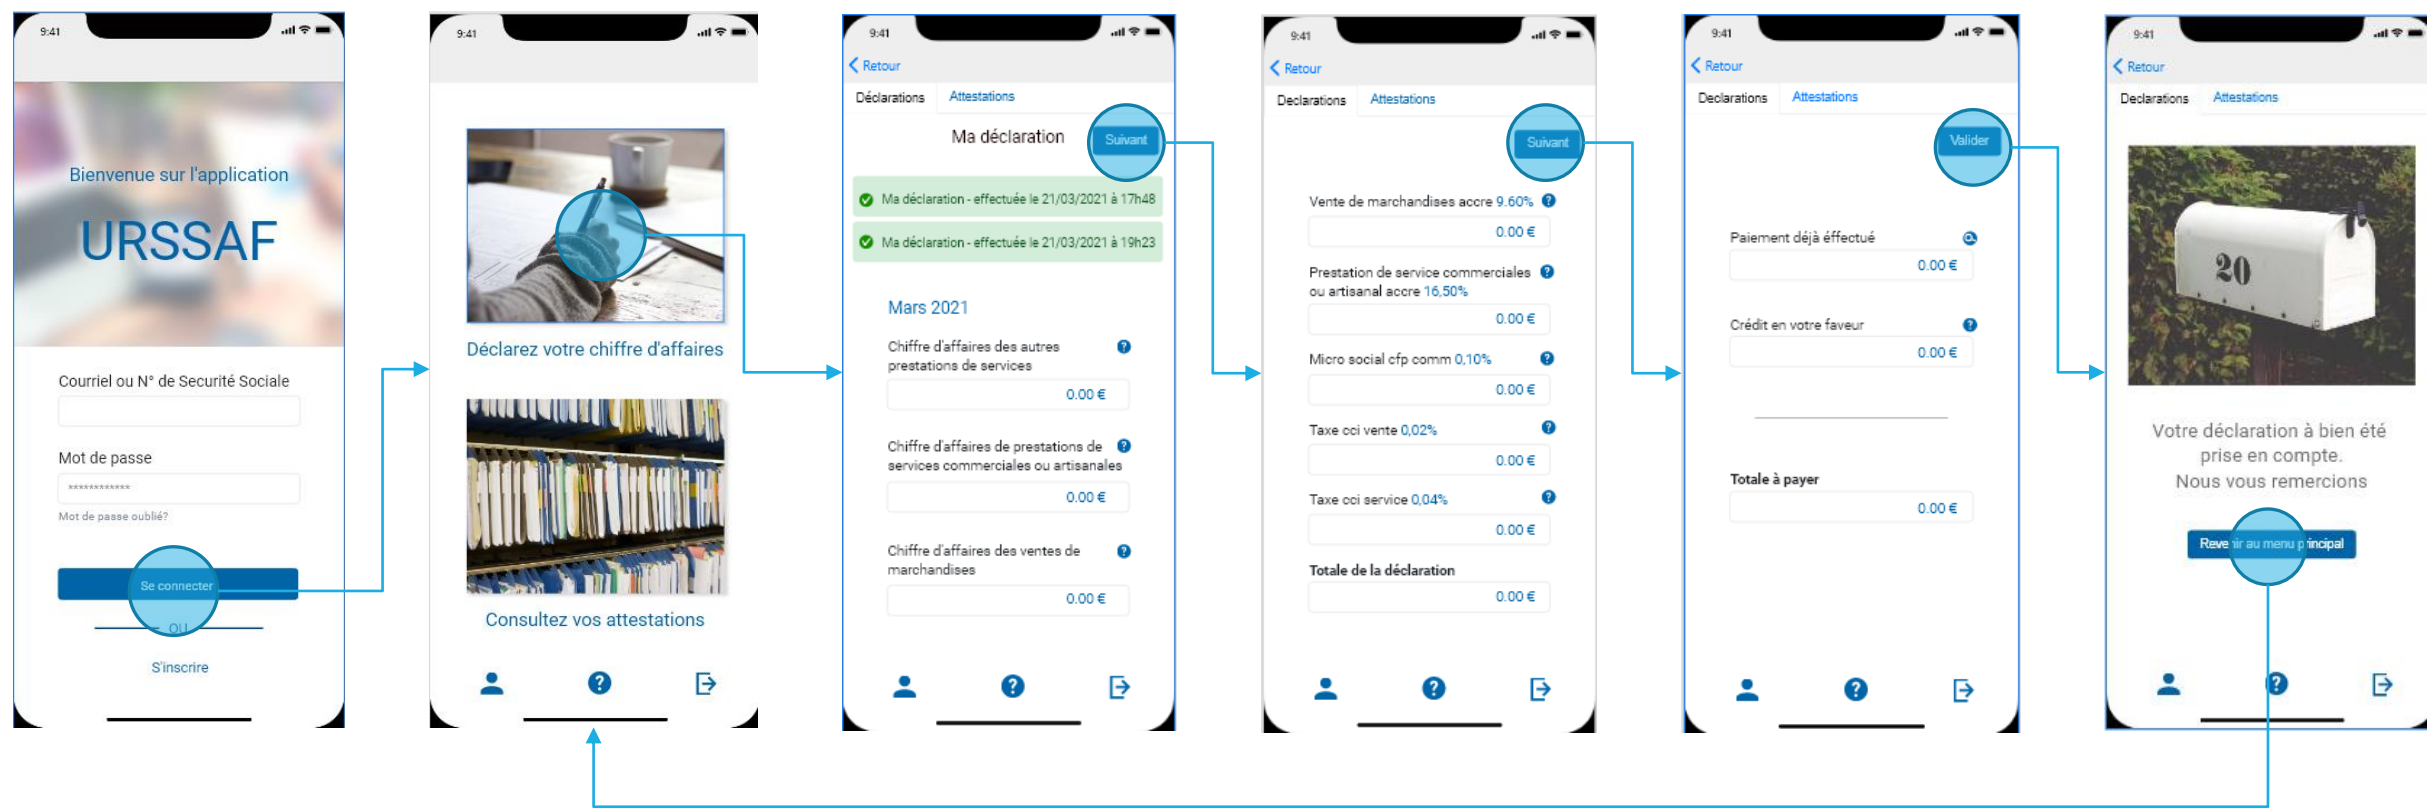 9:41
Bienvenue sur l'application
URSSAF
Courriel ou N° de Securité Sociale
Mot de passe
************
Mot de passe oublié?
Se connecter
OU
S'inscrire
9:41
Déclarez votre chiffre d'affaires
Consultez vos attestations
9:41
Retour
Déclarations Attestations
Ma déclaration Suivant
Ma déclaration - effectuée le 21/03/2021 à 17h48
Ma déclaration - effectuée le 21/03/2021 à 19h23
Mars 2021
Chiffre d'affaires des autres
prestations de services
0.00 €
Chiffre d'affaires de prestations de
services commerciales ou artisanales
0.00 €
Chiffre d'affaires des ventes de
marchandises
0.00 €
9:41
Retour
Declarations Attestations
Suivant
Vente de marchandises accre 9.60%
0.00 €
Prestation de service commerciales
ou artisanal accre 16,50%
0.00 €
Micro social cfp comm 0,10%
0.00 €
Taxe cci vente 0,02%
0.00 €
Taxe cci service 0,04%
0.00 €
Totale de la déclaration
0.00 €
9:41
Retour
Declarations Attestations
Valider
Paiement déjà éffectué
0.00 €
Crédit en votre faveur
0.00 €
Totale à payer
0.00 €
9:41
Retour
Declarations Attestations
20
Votre déclaration à bien été
prise en compte.
Nous vous remercions
Revenir au menu principal